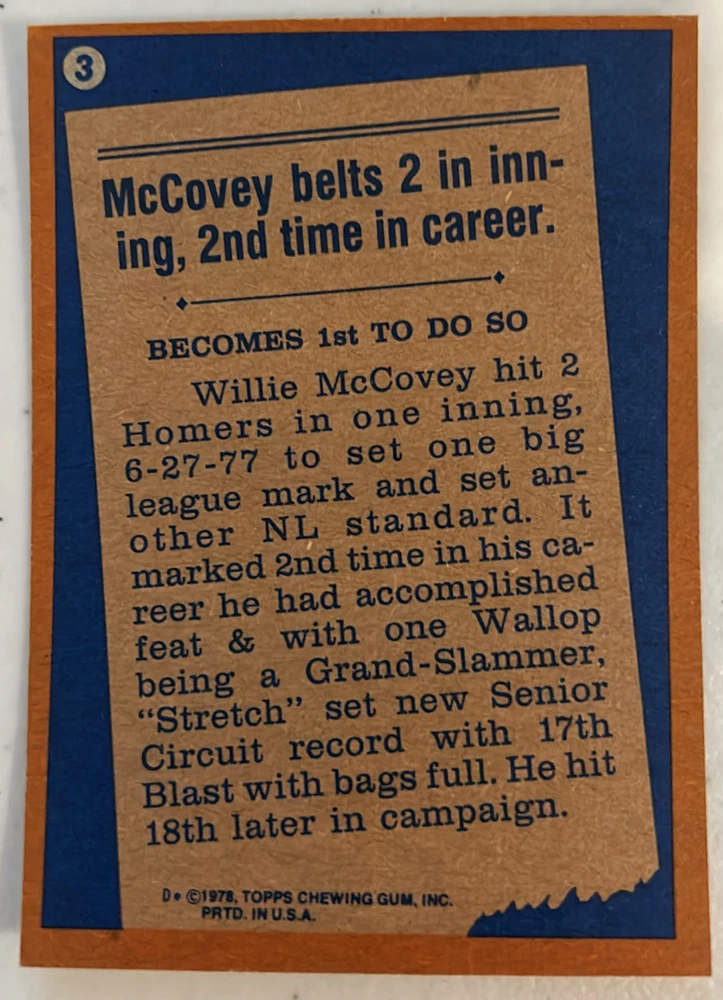 3
McCovey belts 2 in inn-
ing, 2nd time in career.
BECOMES 1st TO DO SO
Willie McCovey hit 2
Homers in one inning,
6-27-77 to set one big
league mark and set an-
other NL standard. It
marked 2nd time in his ca-
reer he had accomplished
feat & with one Wallop
being a Grand-Slammer,
“Stretch” set new Senior
Circuit record with 17th
Blast with bags full. He hit
18th later in campaign.
D* ©1978, TOPPS CHEWING GUM, INC.
PRTD. IN U.S.A.